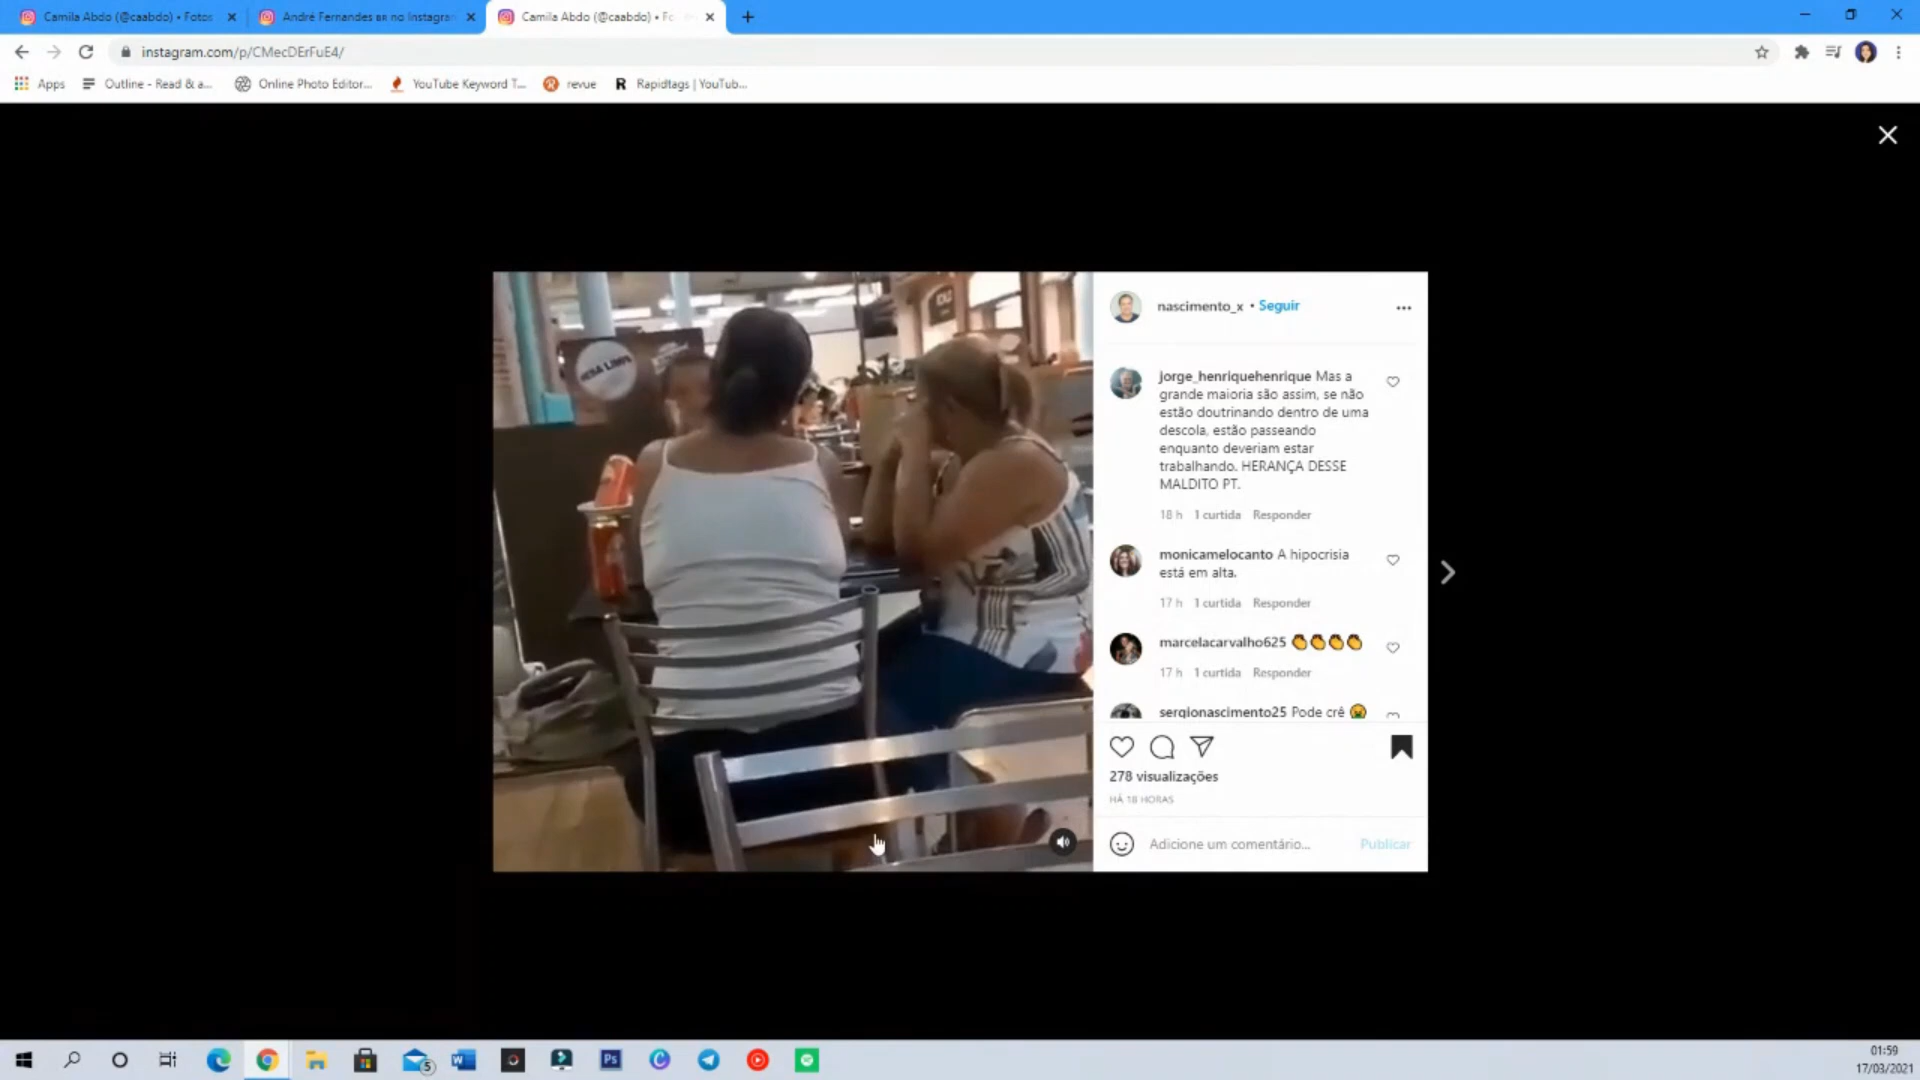 Camila Abdo (@caabdo) • Fotos
André Fernandes BR no Instagram
Camila Abdo (@caabdo) • Fo
instagram.com/p/CMecDErFuE4/
Apps
Outline - Read & a...
Online Photo Editor...
YouTube Keyword T...
revue
R
Rapidtags | YouTub...
nascimento_x • Seguir
jorge_henriquehenrique Mas a
grande maioria são assim, se não
estão doutrinando dentro de uma
descola, estão passeando
enquanto deveriam estar
trabalhando. HERANÇA DESSE
MALDITO PT.
18 h 1 curtida Responder
monicamelocanto A hipocrisia
está em alta.
17 h 1 curtida Responder
marcelacarvalho625 👏👏👏👏
17 h 1 curtida Responder
sergionascimento25 Pode crê
278 visualizações
HÁ 18 HORAS
Adicione um comentário...
Publicar
5
Ps
01:59
17/03/2021